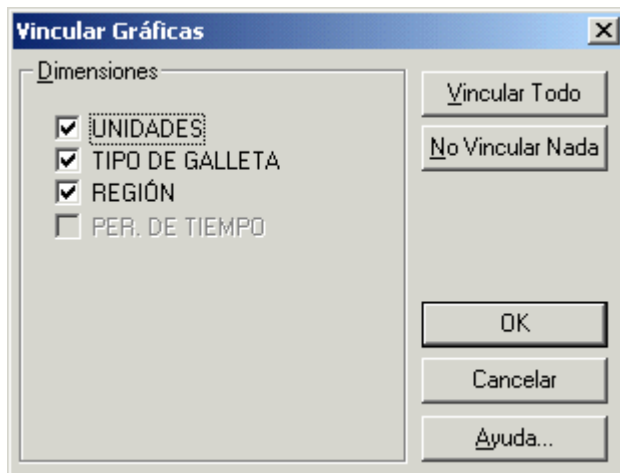 Vincular Gráficas
Dimensiones
UNIDADES
TIPO DE GALLETA
REGIÓN
PER. DE TIEMPO
Vincular Todo
No Vincular Nada
OK
Cancelar
Ayuda...